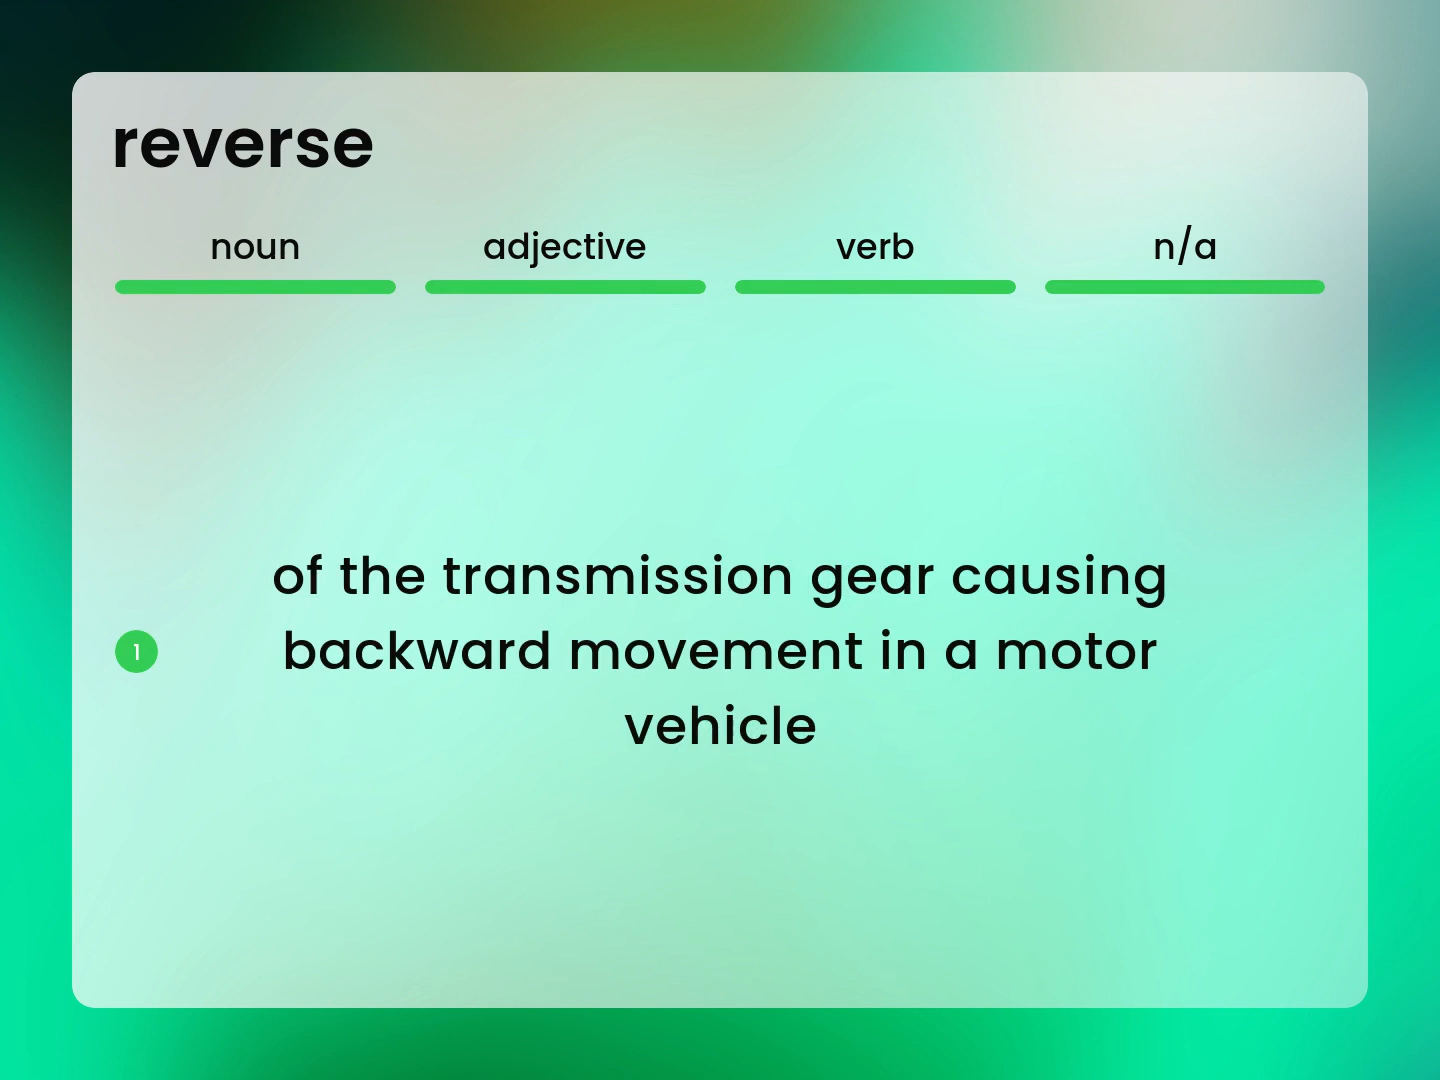 reverse
noun adjective verb n/a
of the transmission gear causing
1 backward movement in a motor
vehicle